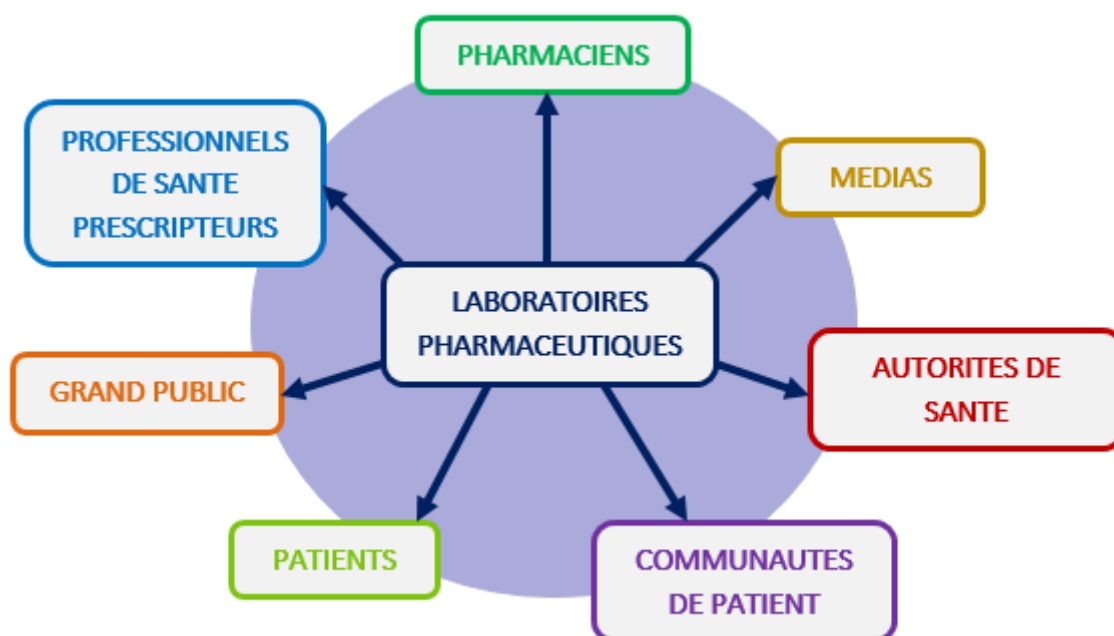 PHARMACIENS
PROFESSIONNELS
DE SANTE
PRESCRIPTEURS
MEDIAS
LABORATOIRES
PHARMACEUTIQUES
GRAND PUBLIC
AUTORITES DE
SANTE
PATIENTS
COMMUNAUTES
DE PATIENT